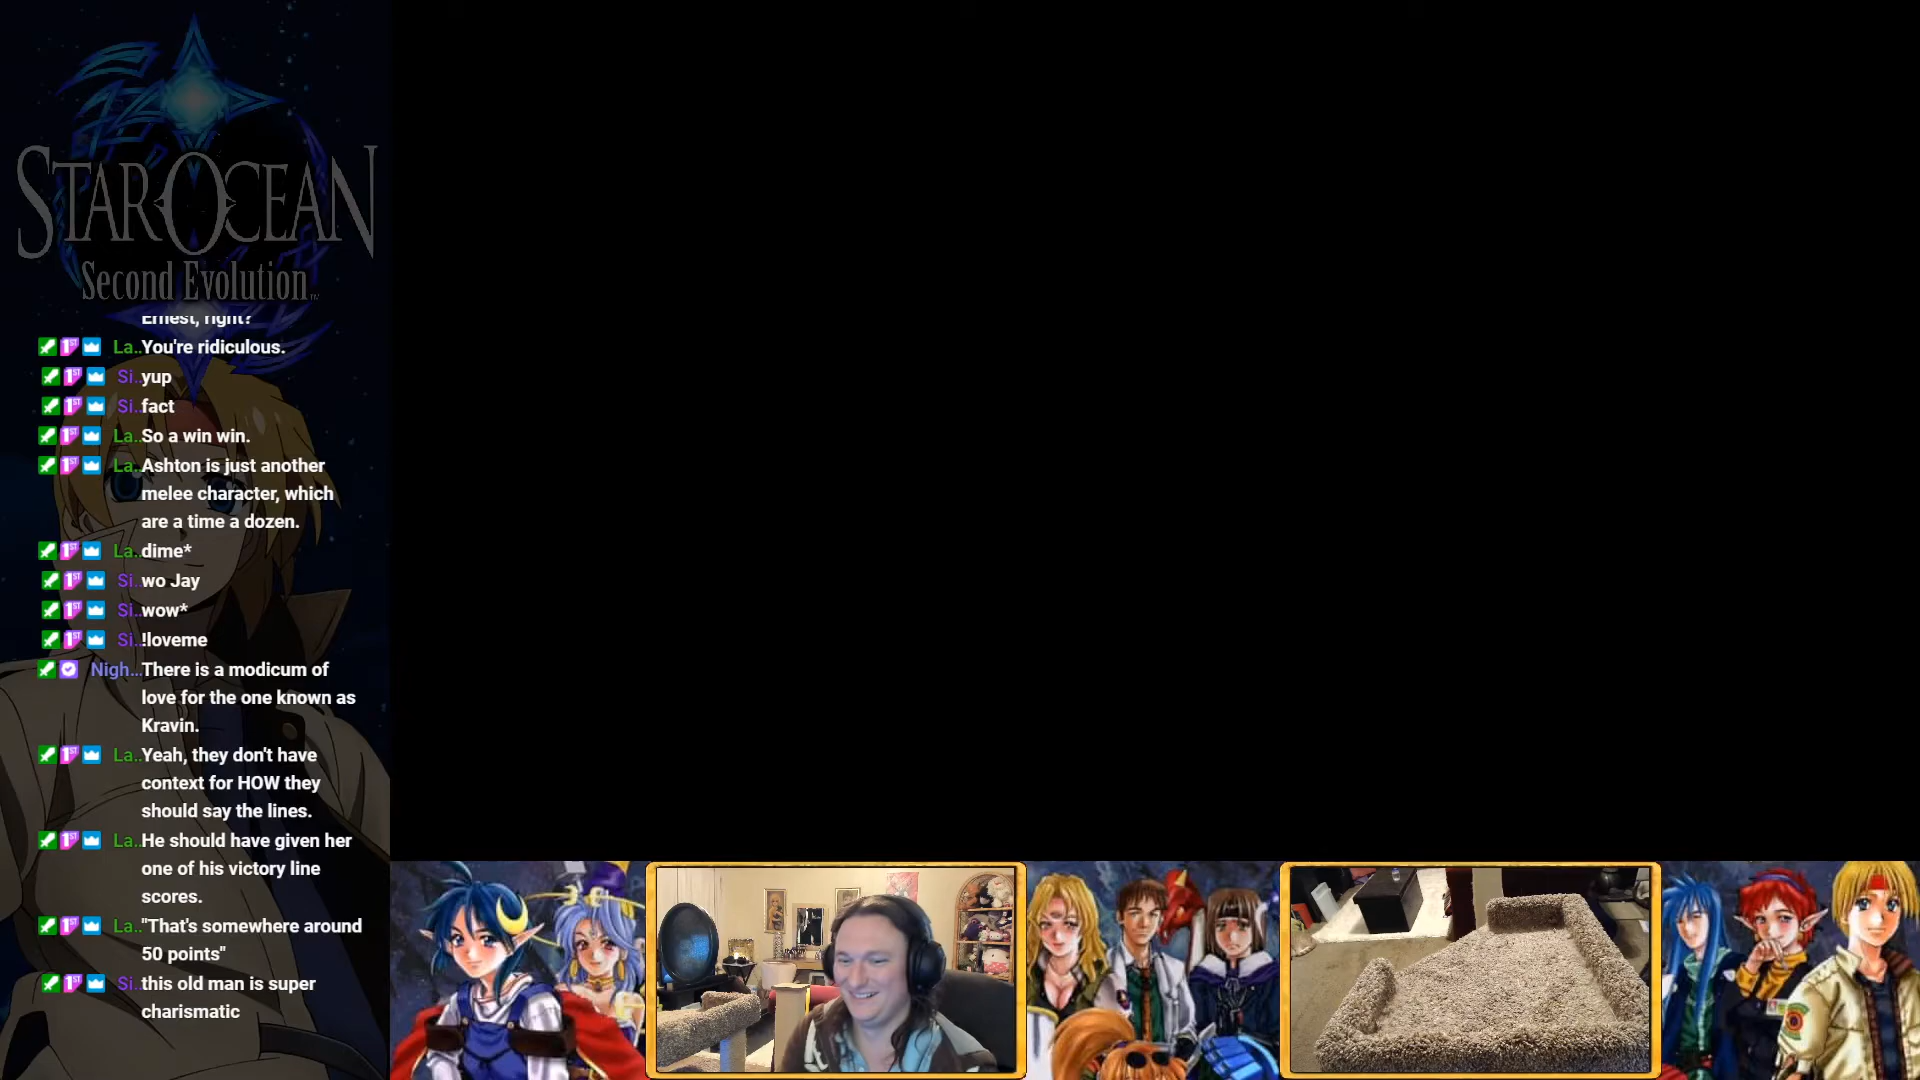 STAR OCEAN
Second Evolution
Ernest, right?
La.. You're ridiculous.
Si.. yup
Si.. fact
La.. So a win win.
La.. Ashton is just another
melee character, which
are a time a dozen.
La.. dime*
Si.. wo Jay
Si.. wow*
Si.. !loveme
Nigh... There is a modicum of
love for the one known as
Kravin.
La.. Yeah, they don't have
context for HOW they
should say the lines.
La.. He should have given her
one of his victory line
scores.
La.. "That's somewhere around
50 points"
Si.. this old man is super
charismatic